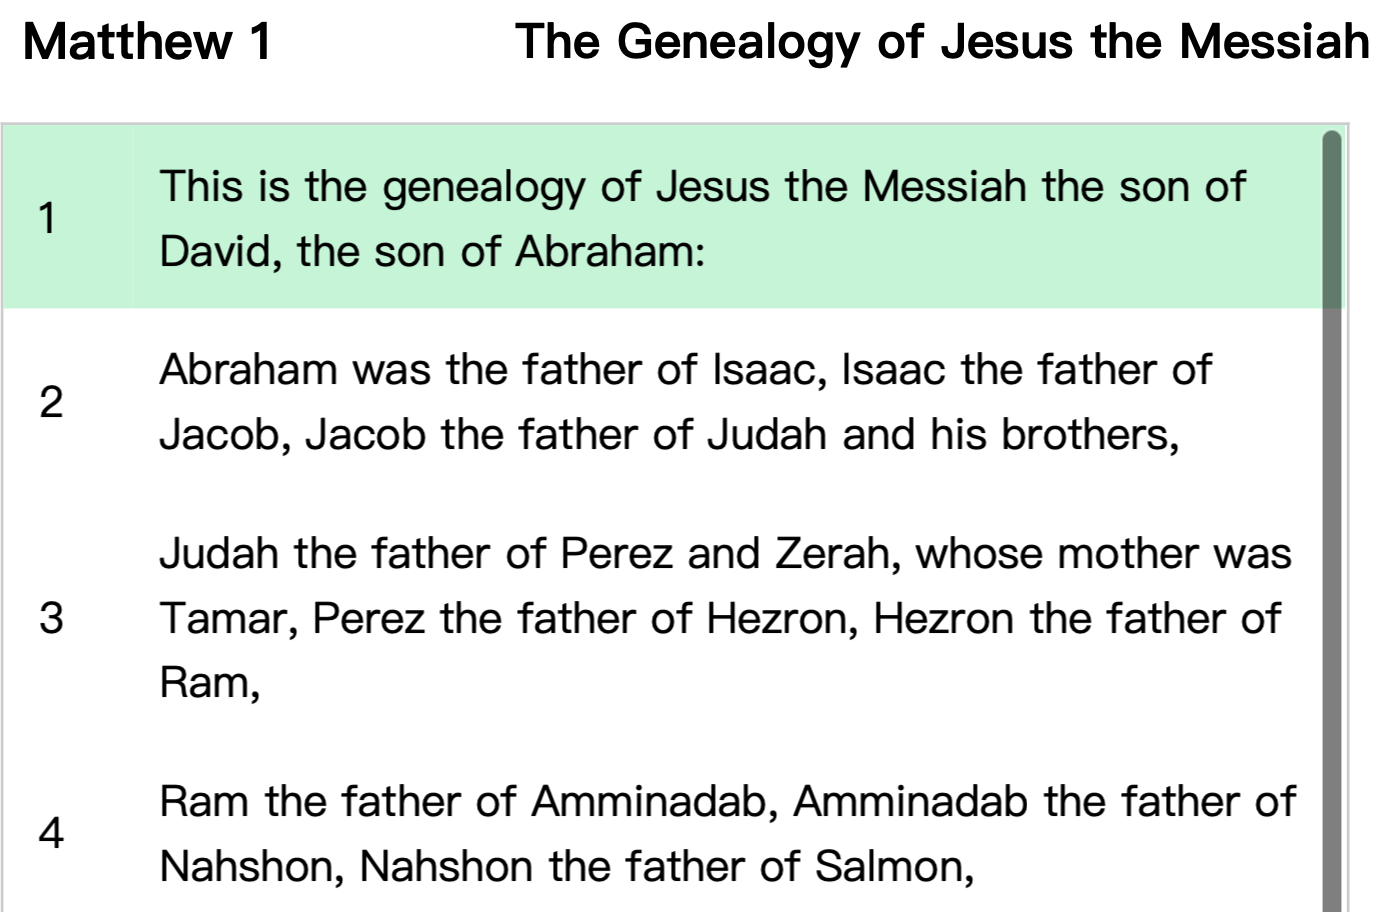 Matthew 1 The Genealogy of Jesus the Messiah
1 This is the genealogy of Jesus the Messiah the son of
David, the son of Abraham:
2 Abraham was the father of Isaac, Isaac the father of
Jacob, Jacob the father of Judah and his brothers,
3 Judah the father of Perez and Zerah, whose mother was
Tamar, Perez the father of Hezron, Hezron the father of
Ram,
4 Ram the father of Amminadab, Amminadab the father of
Nahshon, Nahshon the father of Salmon,